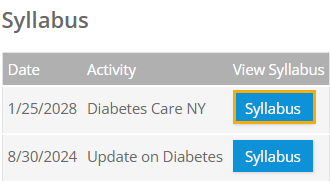 Syllabus
Date Activity View Syllabus
1/25/2028 Diabetes Care NY Syllabus
8/30/2024 Update on Diabetes Syllabus